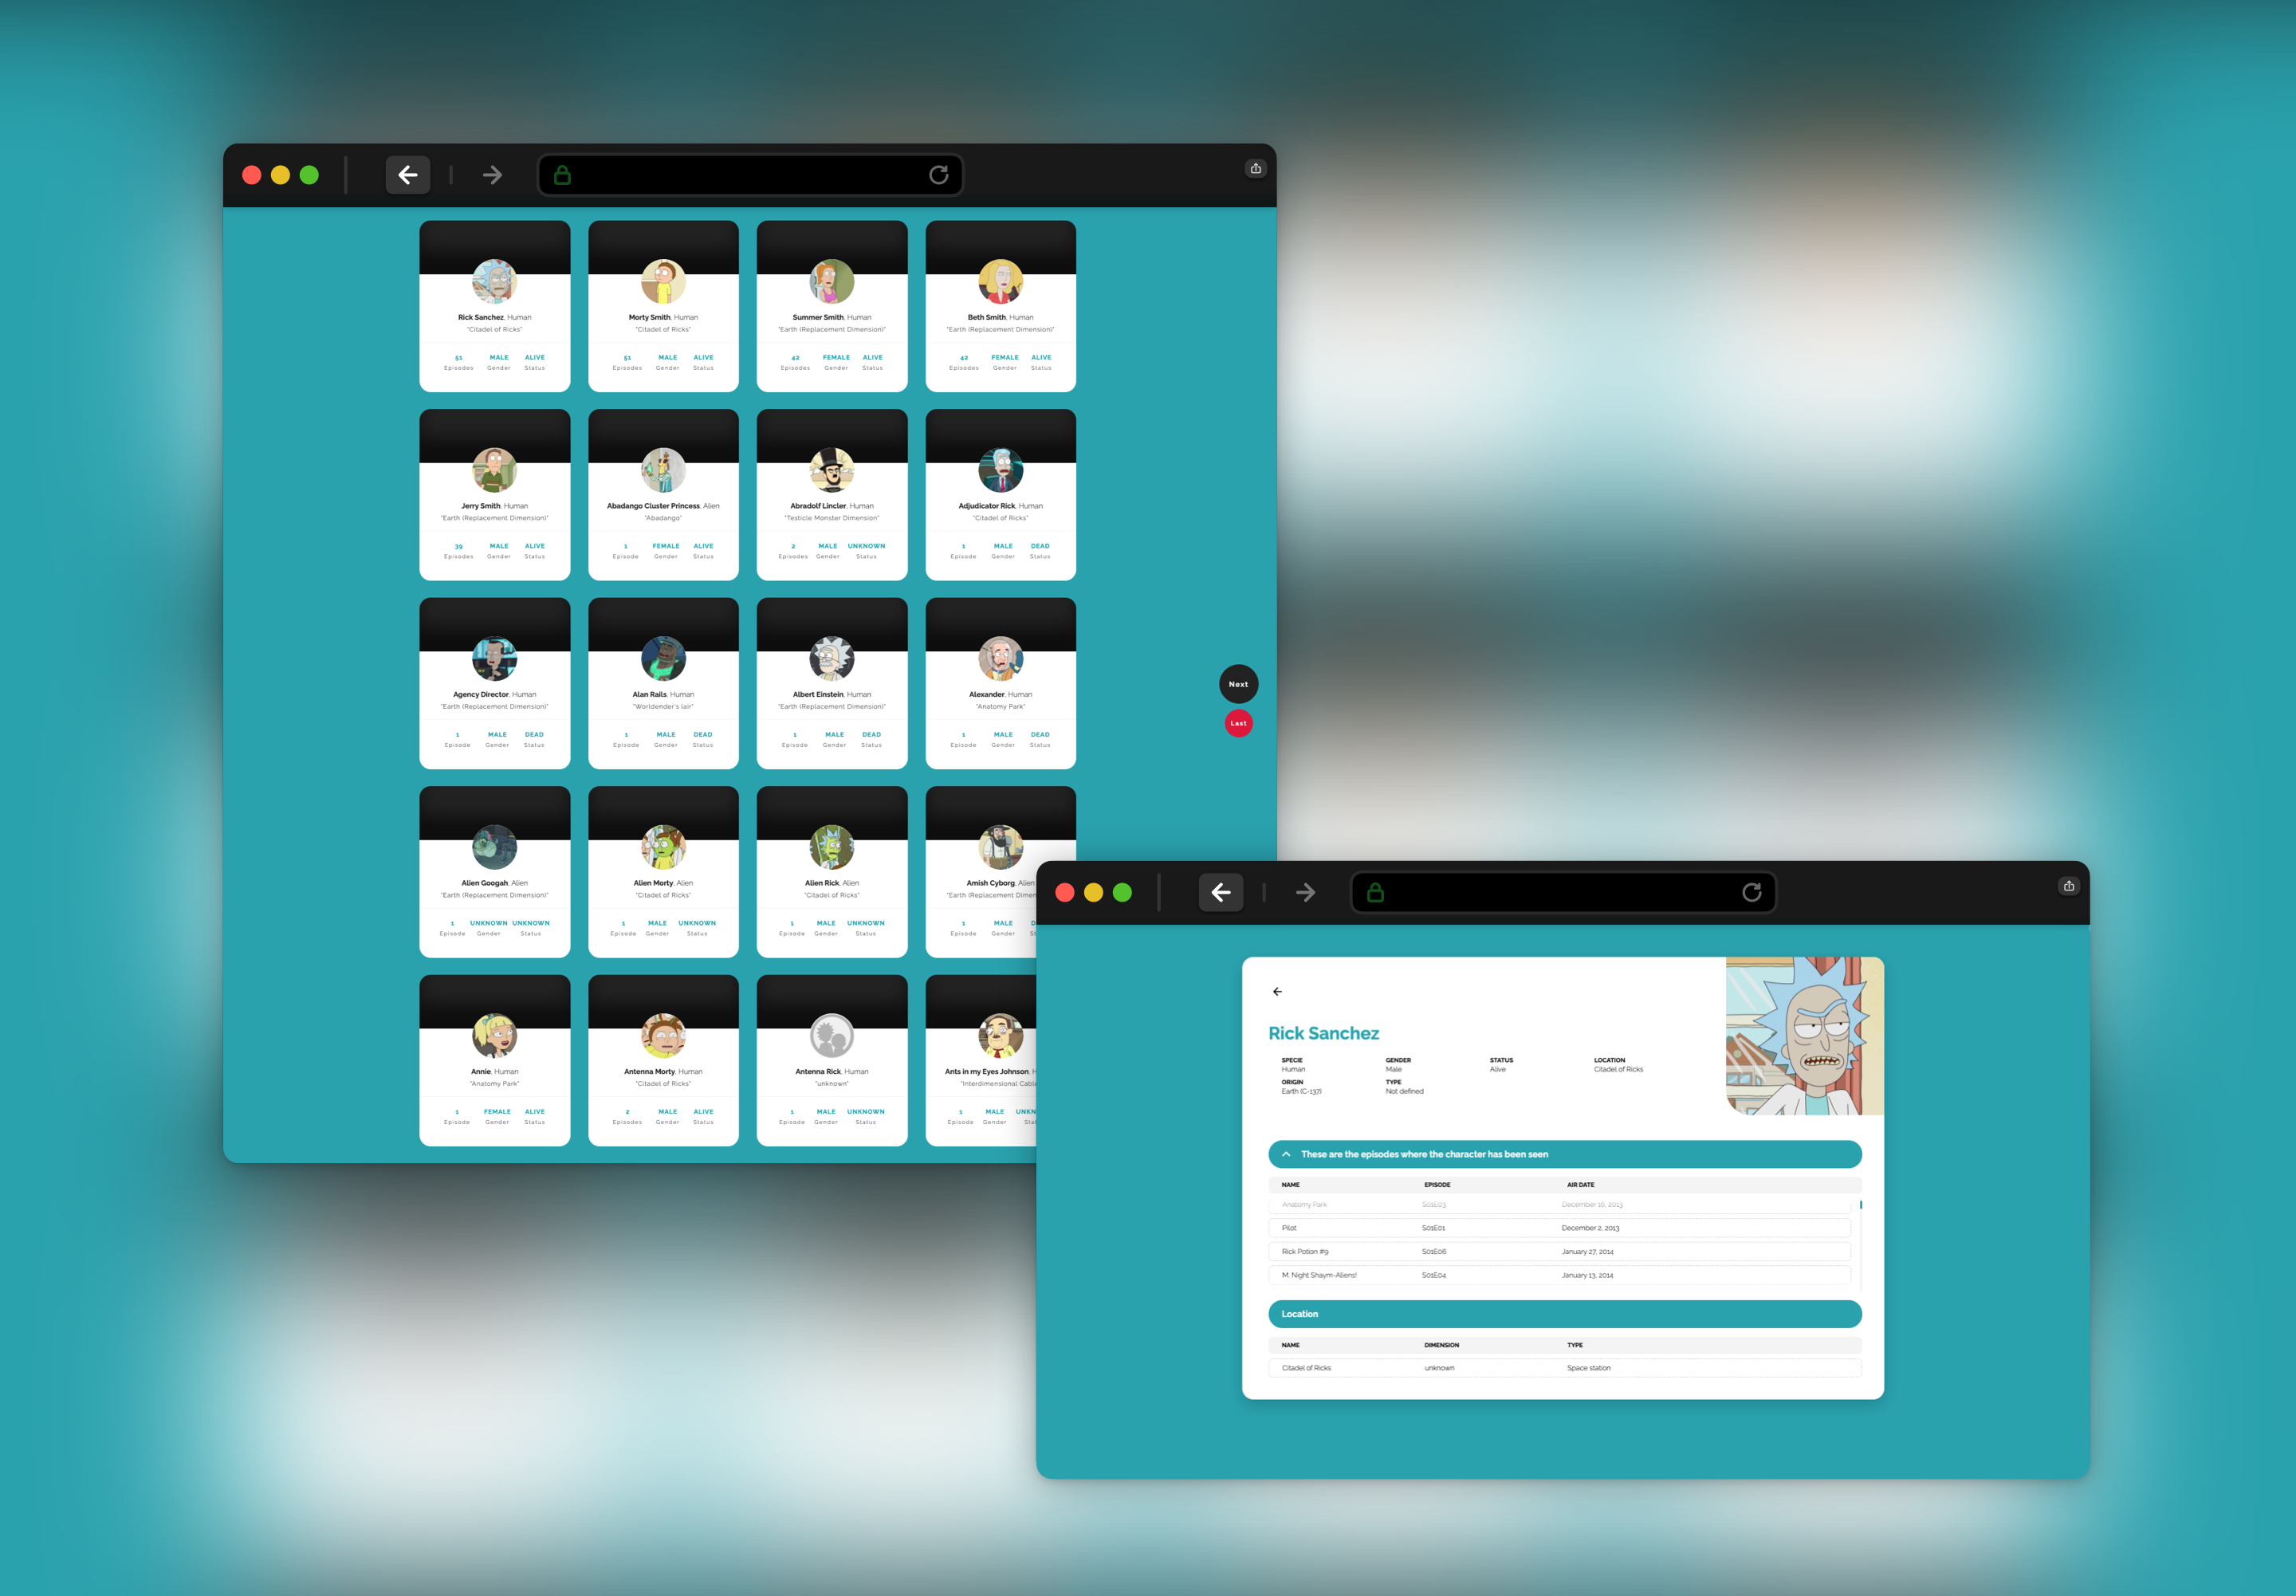 Rick Sanchez, Human
"Citadel of Ricks"
51 MALE ALIVE
Episodes Gender Status
Morty Smith, Human
"Citadel of Ricks"
51 MALE ALIVE
Episodes Gender Status
Summer Smith, Human
"Earth (Replacement Dimension)"
42 FEMALE ALIVE
Episodes Gender Status
Beth Smith, Human
"Earth (Replacement Dimension)"
42 FEMALE ALIVE
Episodes Gender Status
Jerry Smith, Human
"Earth (Replacement Dimension)"
39 MALE ALIVE
Episodes Gender Status
Abadango Cluster Princess, Alien
"Abadango"
1 FEMALE ALIVE
Episode Gender Status
Abradolf Lincler, Human
"Testicle Monster Dimension"
2 MALE UNKNOWN
Episodes Gender Status
Adjudicator Rick, Human
"Citadel of Ricks"
1 MALE DEAD
Episode Gender Status
Agency Director, Human
"Earth (Replacement Dimension)"
1 MALE DEAD
Episode Gender Status
Alan Rails, Human
"Worldender's lair"
1 MALE DEAD
Episode Gender Status
Albert Einstein, Human
"Earth (Replacement Dimension)"
1 MALE DEAD
Episode Gender Status
Alexander, Human
"Anatomy Park"
1 MALE DEAD
Episode Gender Status
Next
Last
Alien Googah, Alien
"Earth (Replacement Dimension)"
1 UNKNOWN UNKNOWN
Episode Gender Status
Alien Morty, Alien
"Citadel of Ricks"
1 MALE UNKNOWN
Episode Gender Status
Alien Rick, Alien
"Citadel of Ricks"
1 MALE UNKNOWN
Episode Gender Status
Amish Cyborg, Alien
"Earth (Replacement Dimen
1 MALE D
Episode Gender S
Annie, Human
"Anatomy Park"
1 FEMALE ALIVE
Episode Gender Status
Antenna Morty, Human
"Citadel of Ricks"
2 MALE ALIVE
Episodes Gender Status
Antenna Rick, Human
"unknown"
1 MALE UNKNOWN
Episode Gender Status
Ants in my Eyes Johnson, H
"Interdimensional Cable
1 MALE UNKN
Episode Gender Sta
Rick Sanchez
SPECIE GENDER STATUS LOCATION
Human Male Alive Citadel of Ricks
ORIGIN TYPE
Earth (C-137) Not defined
These are the episodes where the character has been seen
NAME EPISODE AIR DATE
Anatomy Park S01E03 December 16, 2013
Pilot S01E01 December 2, 2013
Rick Potion #9 S01E06 January 27, 2014
M. Night Shaym-Aliens! S01E04 January 13, 2014
Location
NAME DIMENSION TYPE
Citadel of Ricks unknown Space station